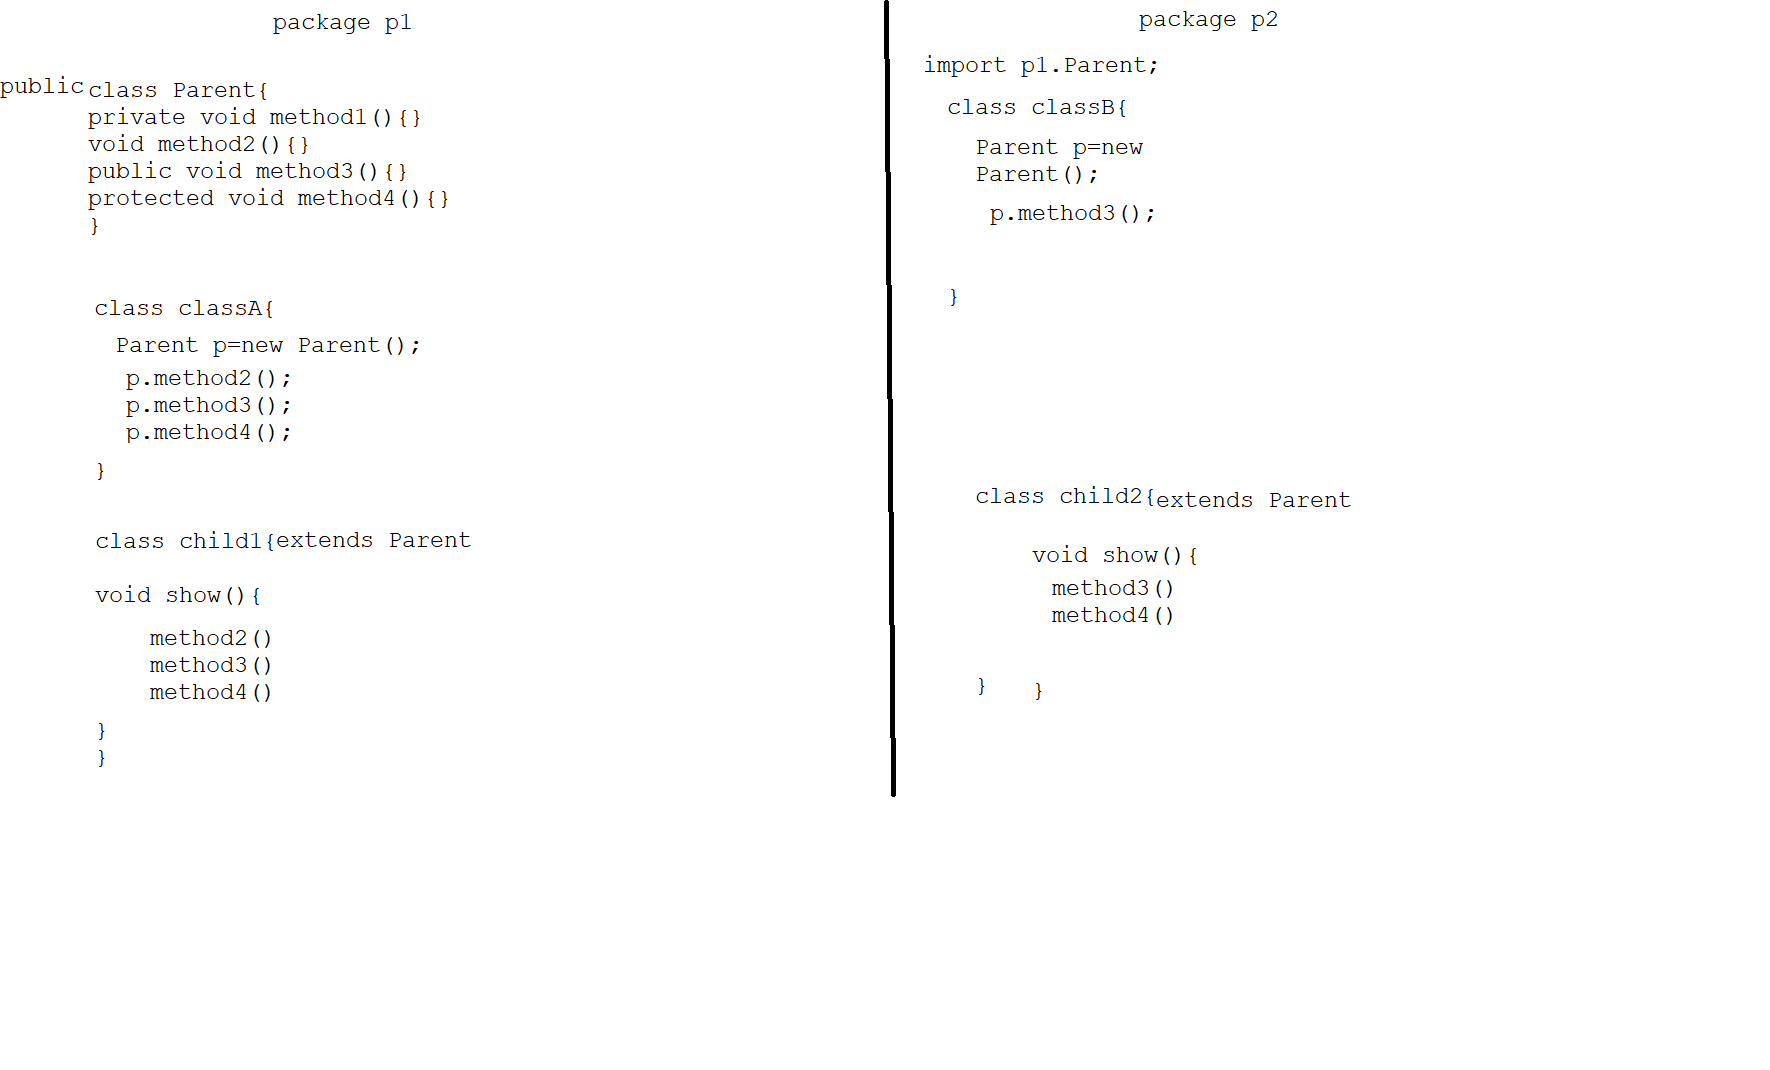 package p1
public class Parent{
private void method1(){}
void method2(){}
public void method3(){}
protected void method4(){}
}
class classA{
Parent p=new Parent();
p.method2();
p.method3();
p.method4();
}
class child1{extends Parent
void show(){
method2()
method3()
method4()
}
}
package p2
import p1.Parent;
class classB{
Parent p=new
Parent();
p.method3();
}
class child2{extends Parent
void show(){
method3()
method4()
} }